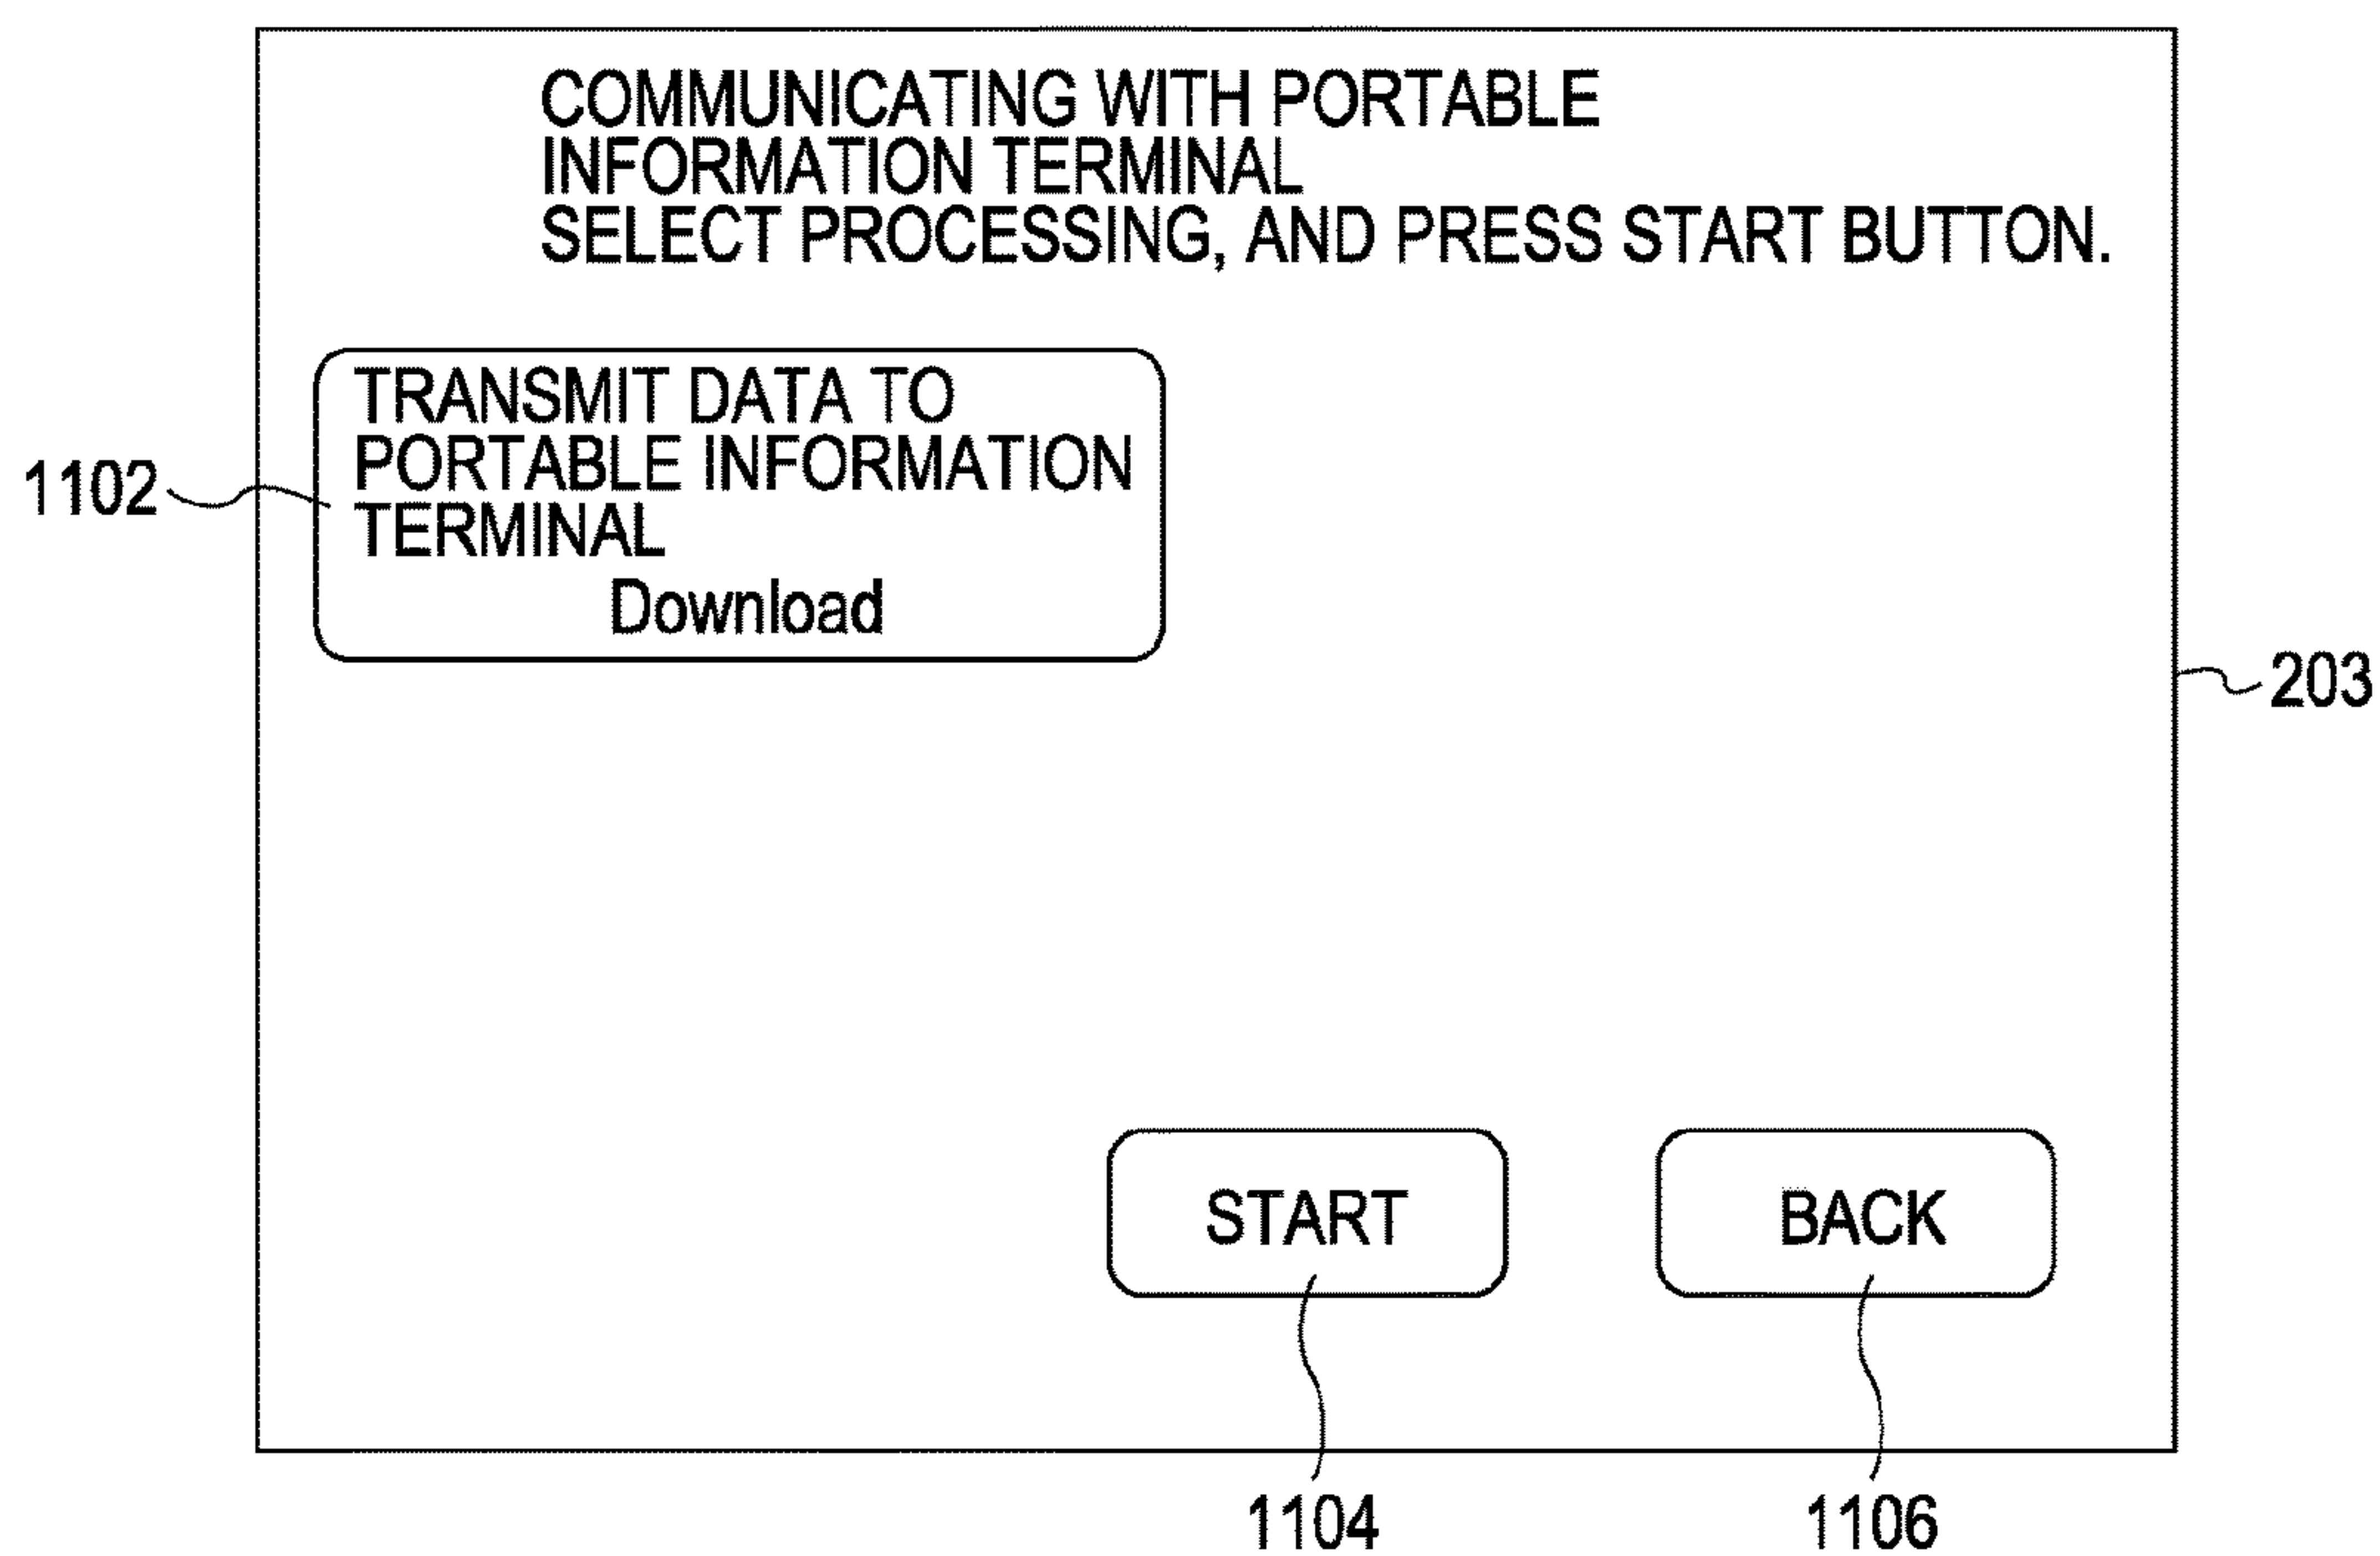 COMMUNICATING WITH PORTABLE
INFORMATION TERMINAL
SELECT PROCESSING, AND PRESS START BUTTON.
TRANSMIT DATA TO
PORTABLE INFORMATION
TERMINAL
Download
1102
203
START
BACK
1104
1106